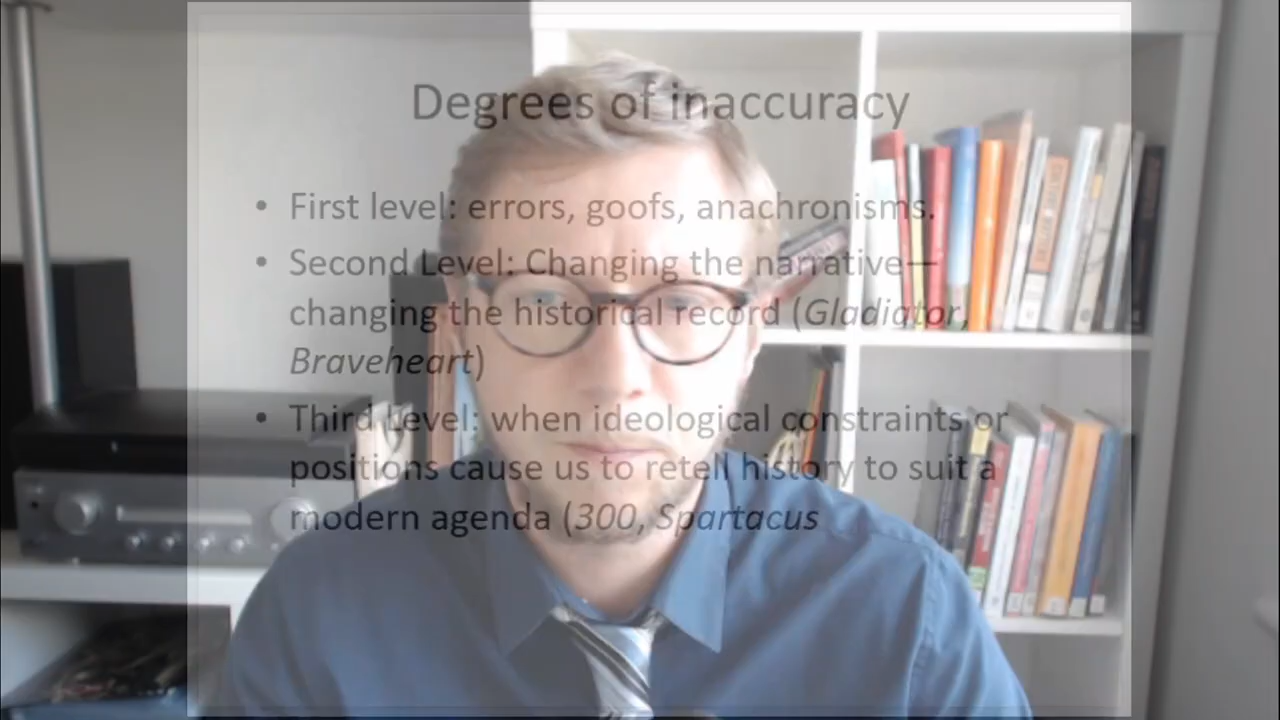 Degrees of inaccuracy
• First level: errors, goofs, anachronisms.
• Second Level: Changing the narrative—
changing the historical record (Gladiator,
Braveheart)
• Third Level: when ideological constraints or
positions cause us to retell history to suit a
modern agenda (300, Spartacus